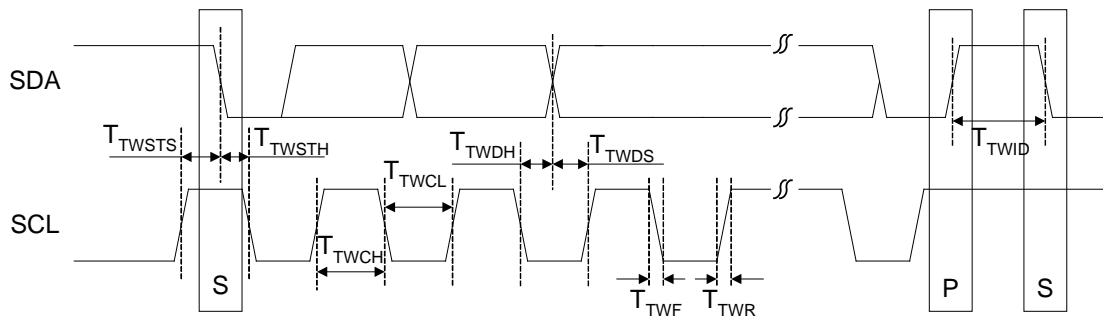 SDA
T_TWSTS
T_TWSTH
T_TWDH
T_TWDS
T_TWID
T_TWCL
SCL
T_TWCH
S
T_TWF
T_TWR
P
S